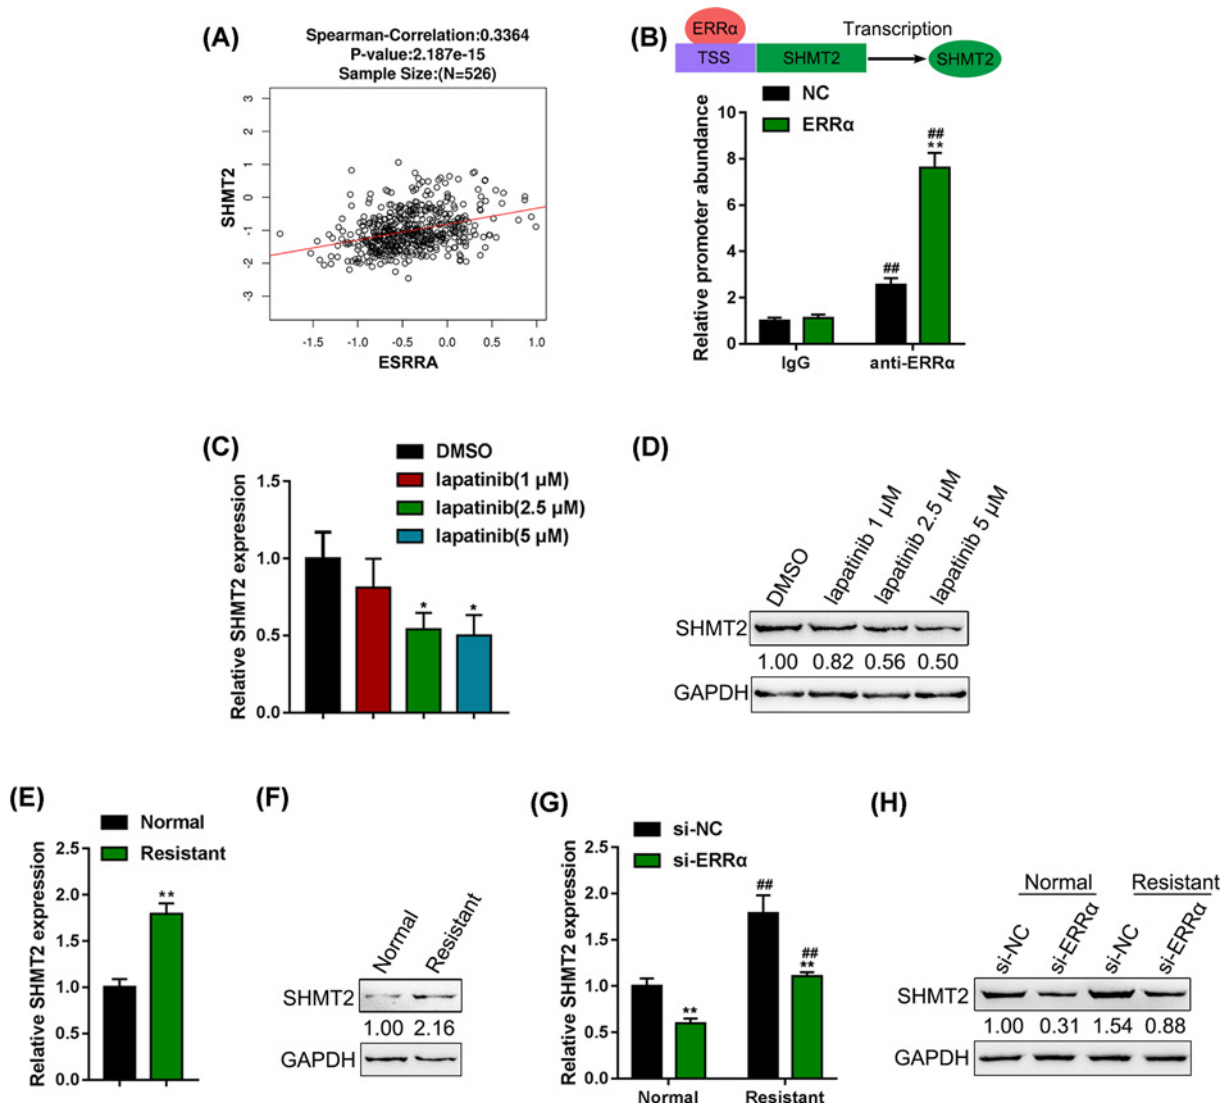 (A)
Spearman-Correlation:0.3364
P-value:2.187e-15
Sample Size:(N=526)
SHMT2
3
2
1
0
-1
-2
-3
-1.5 -1.0 -0.5 0.0 0.5 1.0
ESRRA
(B)
ERRα
TSS SHMT2
Transcription
SHMT2
NC
ERRα
Relative promoter abundance
10
8
6
4
2
0
##
##
**
IgG anti-ERRα
(C)
DMSO
lapatinib(1 μM)
lapatinib(2.5 μM)
lapatinib(5 μM)
Relative SHMT2 expression
1.5
1.0
0.5
0.0
* *
(D)
DMSO
lapatinib 1 μM
lapatinib 2.5 μM
lapatinib 5 μM
SHMT2
1.00 0.82 0.56 0.50
GAPDH
(E)
Normal
Resistant
Relative SHMT2 expression
2.5
2.0
1.5
1.0
0.5
0.0
**
(F)
Normal
Resistant
SHMT2
1.00 2.16
GAPDH
(G)
si-NC
si-ERRα
Relative SHMT2 expression
2.5
2.0
1.5
1.0
0.5
0.0
**
##
##
**
Normal Resistant
(H)
Normal Resistant
si-NC
si-ERRα
si-NC
si-ERRα
SHMT2
1.00 0.31 1.54 0.88
GAPDH